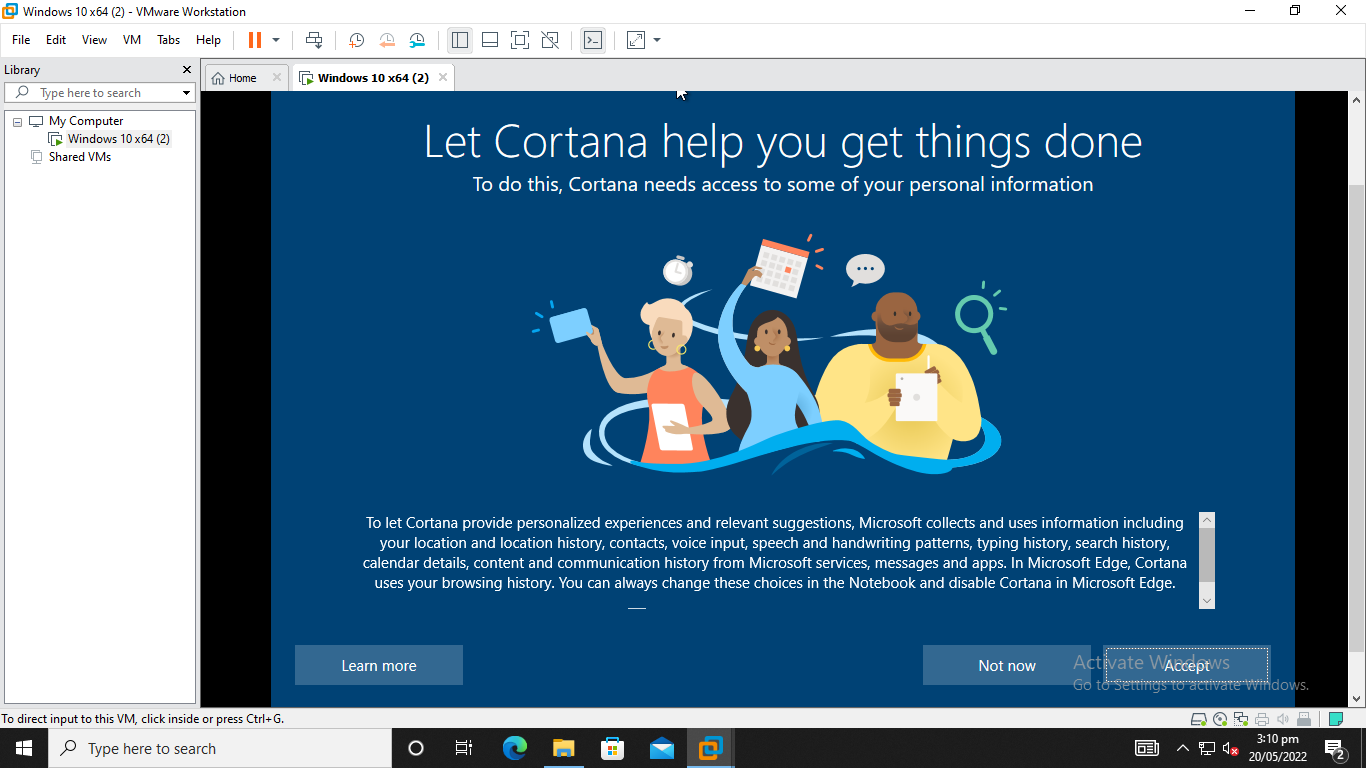 Windows 10 x64 (2) - VMware Workstation
File Edit View VM Tabs Help
Library
Home
Windows 10 x64 (2)
Type here to search
My Computer
Windows 10 x64 (2)
Shared VMs
Let Cortana help you get things done
To do this, Cortana needs access to some of your personal information
To let Cortana provide personalized experiences and relevant suggestions, Microsoft collects and uses information including
your location and location history, contacts, voice input, speech and handwriting patterns, typing history, search history,
calendar details, content and communication history from Microsoft services, messages and apps. In Microsoft Edge, Cortana
uses your browsing history. You can always change these choices in the Notebook and disable Cortana in Microsoft Edge.
Learn more
Not now
Accept
Activate Windows
Go to Settings to activate Windows.
To direct input to this VM, click inside or press Ctrl+G.
Type here to search
3:10 pm
20/05/2022
2